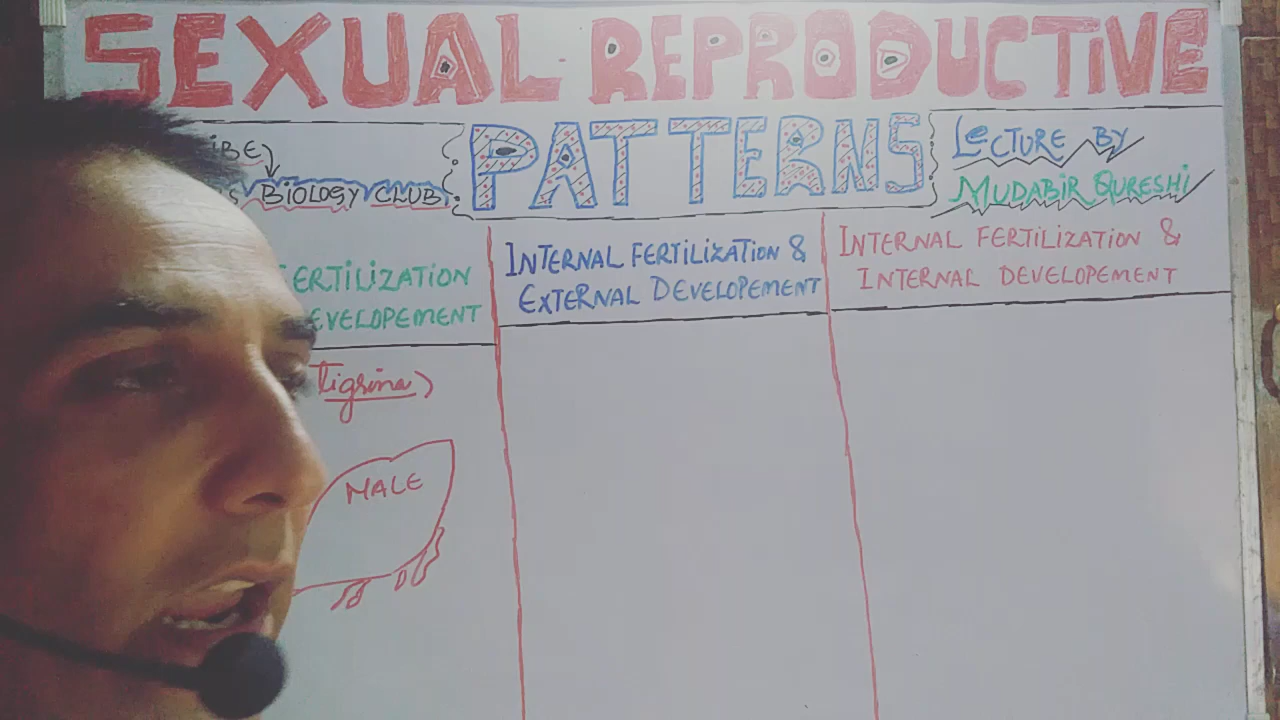 SEXUAL REPRODUCTIVE
PATTERNS
BIOLOGY CLUB
LECTURE BY
MUDABIR QURESHI
INTERNAL FERTILIZATION &
EXTERNAL DEVELOPEMENT
INTERNAL FERTILIZATION &
INTERNAL DEVELOPEMENT
ERTILIZATION
EVELOPEMENT
Tigrina)
MALE